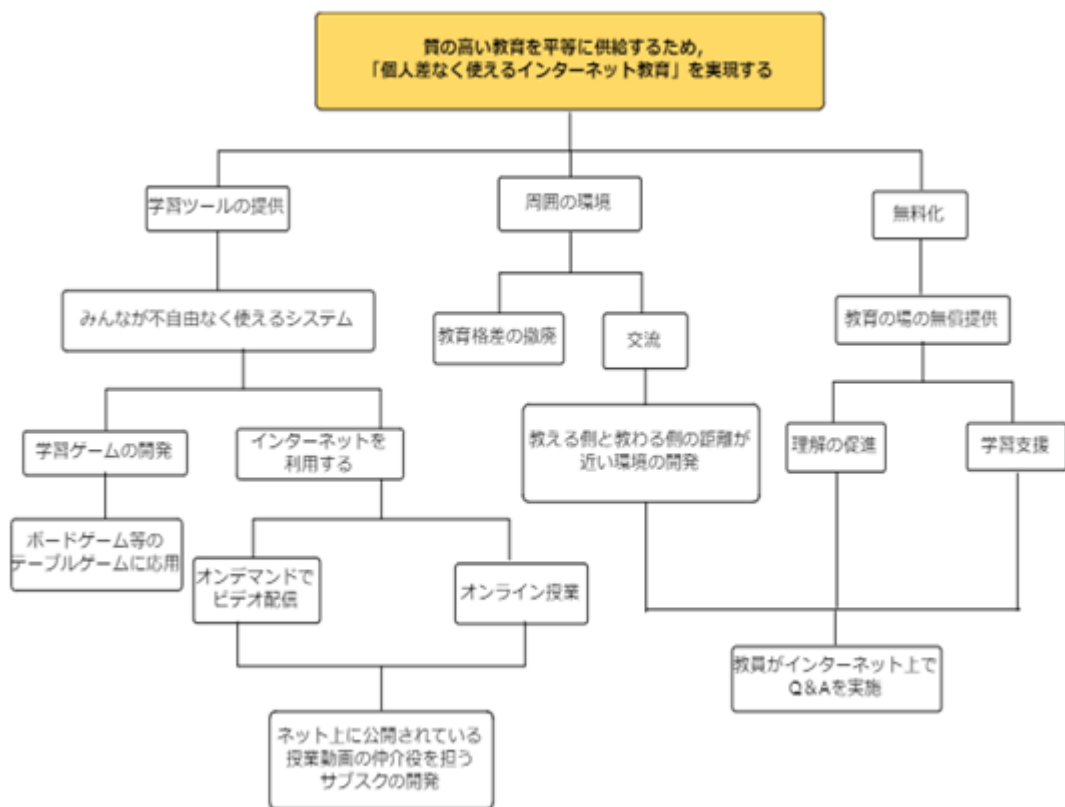 質の高い教育を平等に供給するため,
「個人差なく使えるインターネット教育」を実現する
学習ツールの提供
周囲の環境
無料化
みんなが不自由なく使えるシステム
教育格差の撤廃
交流
教育の場の無償提供
学習ゲームの開発
インターネットを
利用する
教える側と教わる側の距離が
近い環境の開発
理解の促進
学習支援
ボードゲーム等の
テーブルゲームに応用
オンデマンドで
ビデオ配信
オンライン授業
教員がインターネット上で
Q&Aを実施
ネット上に公開されている
授業動画の仲介役を担う
サブスクの開発